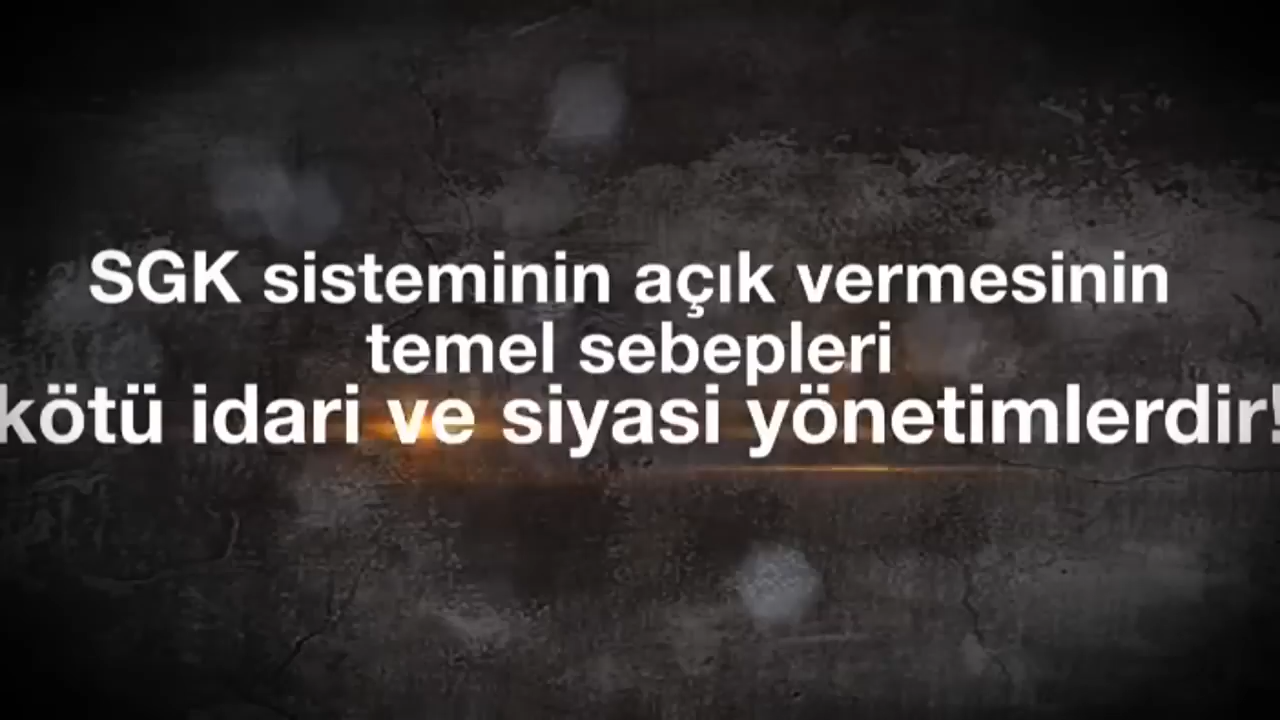 SGK sisteminin açık vermesinin
temel sebepleri
kötü idari ve siyasi yönetimlerdir!